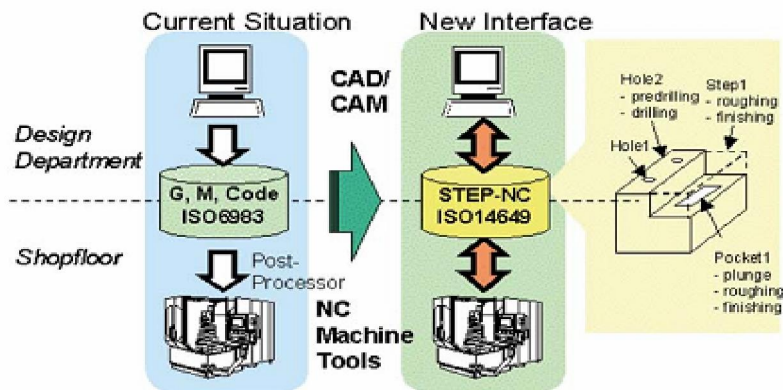 Current Situation
New Interface
CAD/
CAM
Design
Department
G, M, Code
ISO6983
STEP-NC
ISO14649
Shopfloor
Post-
Processor
NC
Machine
Tools
Hole2
- predrilling
- drilling
Step1
- roughing
- finishing
Hole1
Pocket1
- plunge
- roughing
- finishing